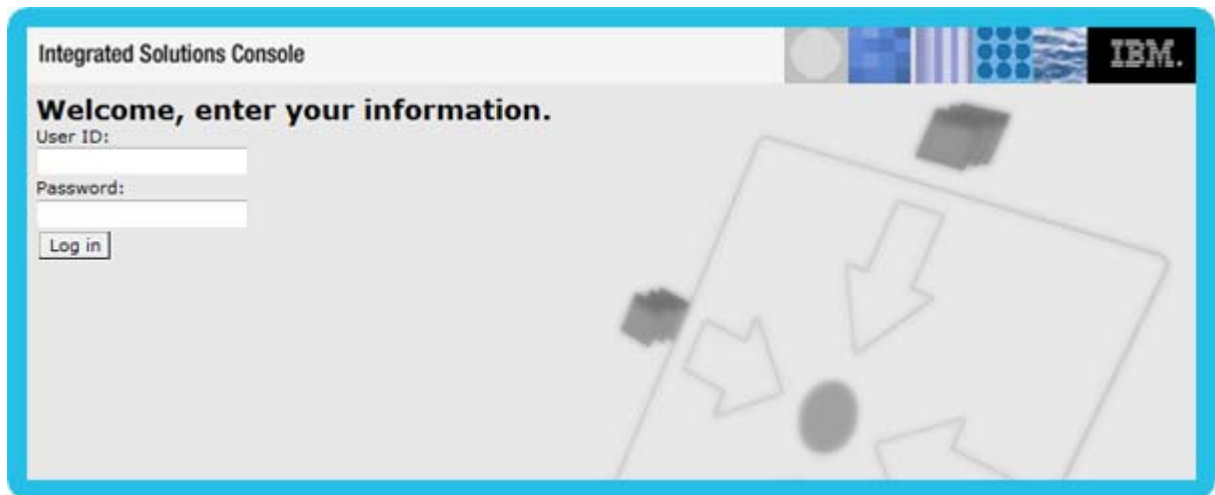 Integrated Solutions Console
IBM.
Welcome, enter your information.
User ID:
Password:
Log in